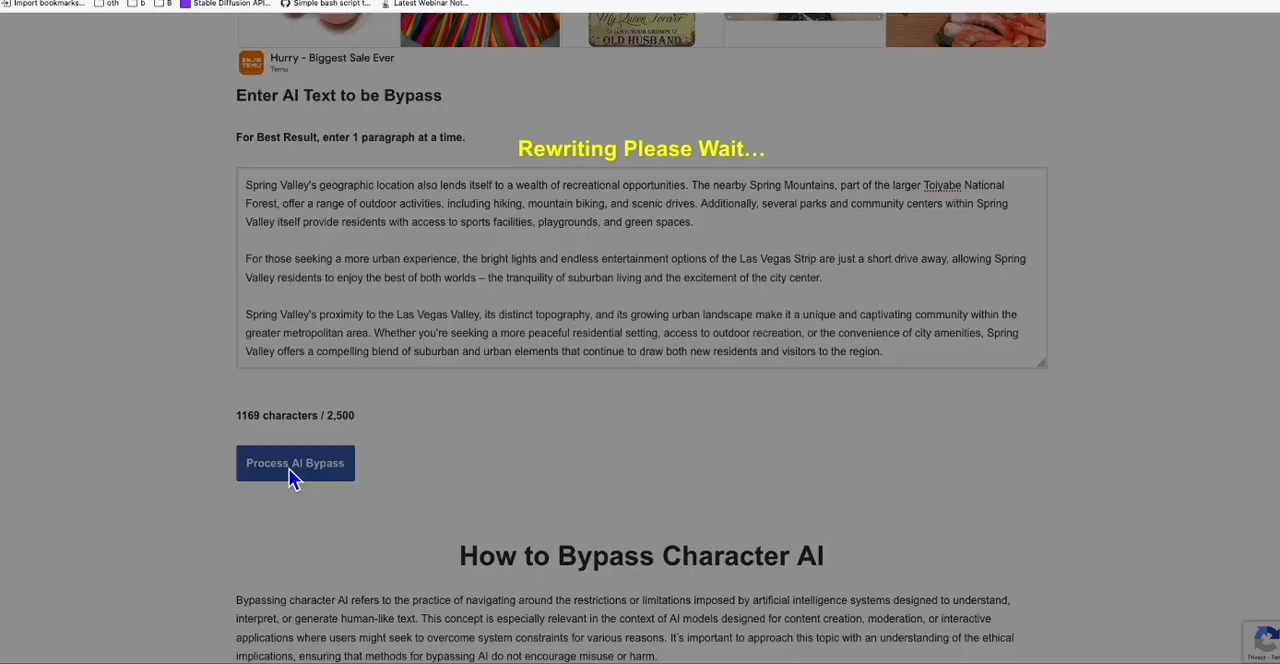 Import bookmarks... oth b B Stable Diffusion API... Simple bash script t... Latest Webinar Not...
My Queen Forever
OLD HUSBAND
Hurry - Biggest Sale Ever
Temu
Enter AI Text to be Bypass
For Best Result, enter 1 paragraph at a time.
Rewriting Please Wait...
Spring Valley's geographic location also lends itself to a wealth of recreational opportunities. The nearby Spring Mountains, part of the larger Toiyabe National
Forest, offer a range of outdoor activities, including hiking, mountain biking, and scenic drives. Additionally, several parks and community centers within Spring
Valley itself provide residents with access to sports facilities, playgrounds, and green spaces.
For those seeking a more urban experience, the bright lights and endless entertainment options of the Las Vegas Strip are just a short drive away, allowing Spring
Valley residents to enjoy the best of both worlds – the tranquility of suburban living and the excitement of the city center.
Spring Valley's proximity to the Las Vegas Valley, its distinct topography, and its growing urban landscape make it a unique and captivating community within the
greater metropolitan area. Whether you're seeking a more peaceful residential setting, access to outdoor recreation, or the convenience of city amenities, Spring
Valley offers a compelling blend of suburban and urban elements that continue to draw both new residents and visitors to the region.
1169 characters / 2,500
Process AI Bypass
How to Bypass Character AI
Bypassing character AI refers to the practice of navigating around the restrictions or limitations imposed by artificial intelligence systems designed to understand,
interpret, or generate human-like text. This concept is especially relevant in the context of AI models designed for content creation, moderation, or interactive
applications where users might seek to overcome system constraints for various reasons. It's important to approach this topic with an understanding of the ethical
implications, ensuring that methods for bypassing AI do not encourage misuse or harm.